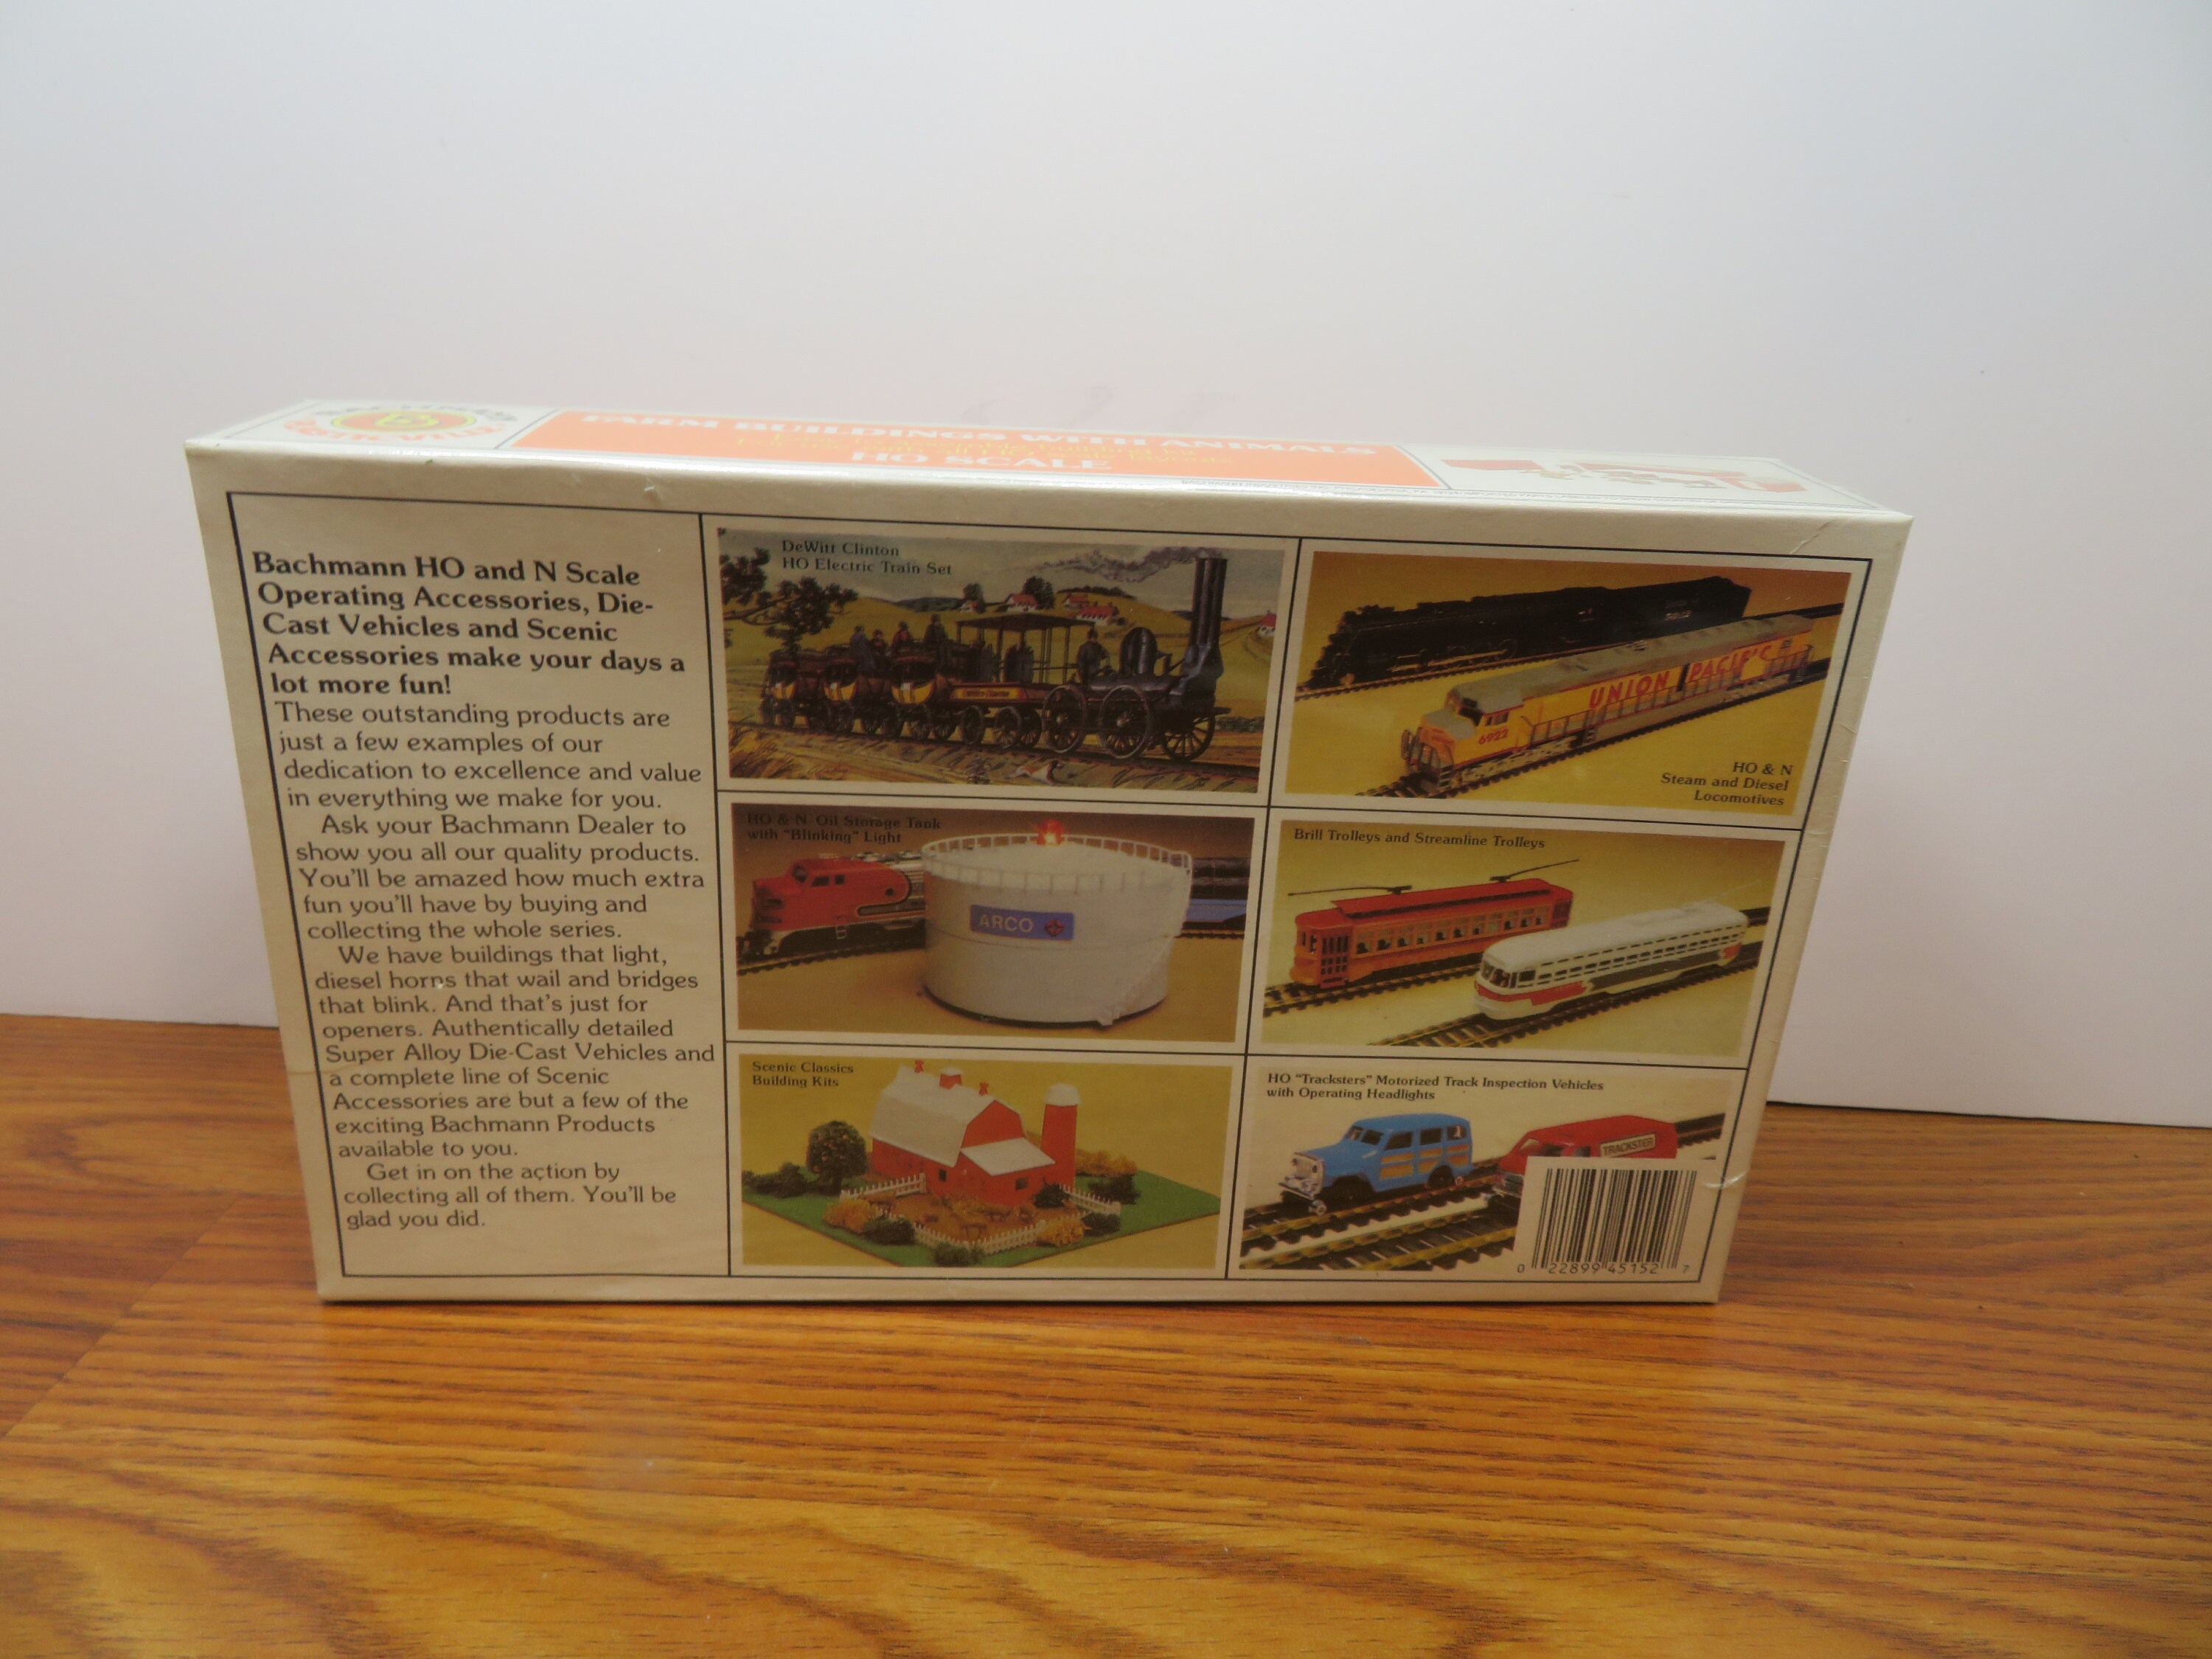 FARM BUILDINGS WITH ANIMALS
HO SCALE
Bachmann HO and N Scale
Operating Accessories, Die-
Cast Vehicles and Scenic
Accessories make your days a
lot more fun!
These outstanding products are
just a few examples of our
dedication to excellence and value
in everything we make for you.
Ask your Bachmann Dealer to
show you all our quality products.
You'll be amazed how much extra
fun you'll have by buying and
collecting the whole series.
We have buildings that light,
diesel horns that wail and bridges
that blink. And that's just for
openers. Authentically detailed
Super Alloy Die-Cast Vehicles and
a complete line of Scenic
Accessories are but a few of the
exciting Bachmann Products
available to you.
Get in on the action by
collecting all of them. You'll be
glad you did.
DeWitt Clinton
HO Electric Train Set
UNION PACIFIC
6922
HO & N
Steam and Diesel
Locomotives
HO & N Oil Storage Tank
with "Blinking" Light
ARCO
Brill Trolleys and Streamline Trolleys
Scenic Classics
Building Kits
HO "Tracksters" Motorized Track Inspection Vehicles
with Operating Headlights
TRACKSTER
0 22899 45152 7